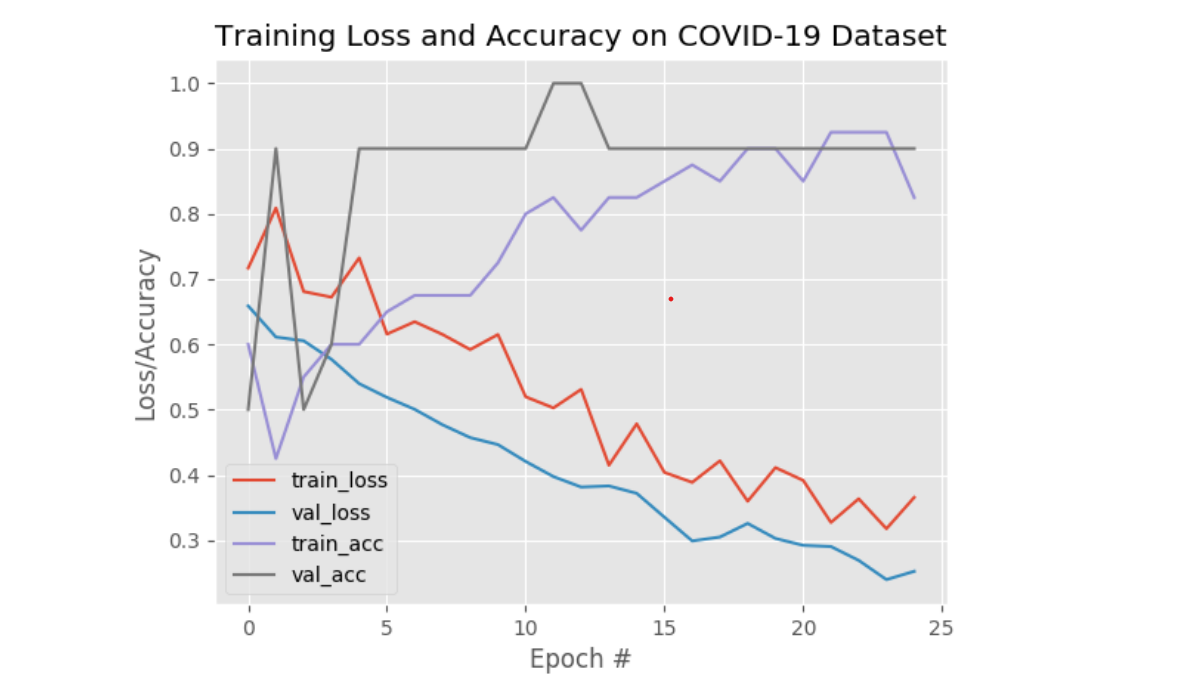 Training Loss and Accuracy on COVID-19 Dataset
1.0
0.9
0.8
0.7
0.6
0.5
0.4
0.3
Loss/Accuracy
train_loss
val_loss
train_acc
val_acc
0 5 10 15 20 25
Epoch #